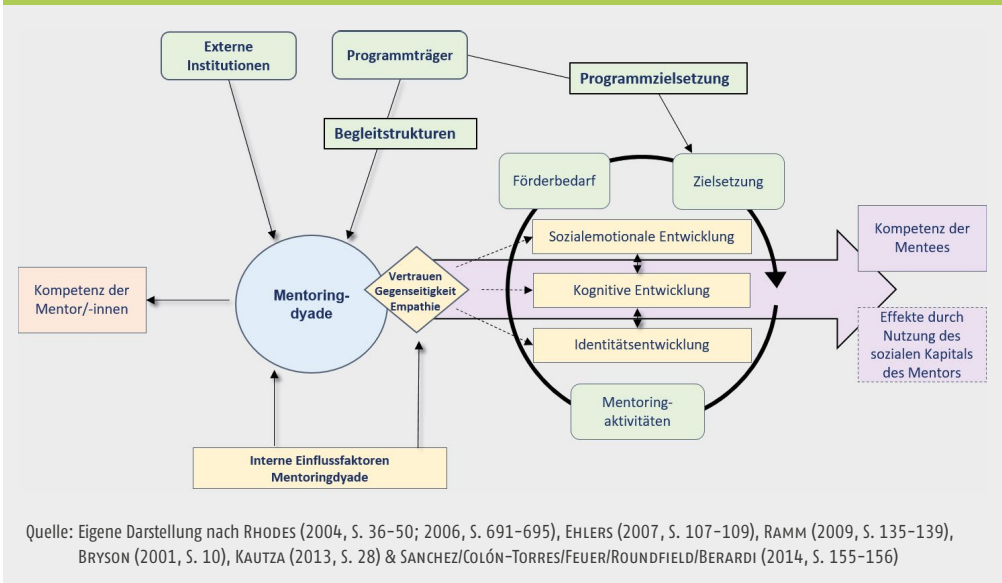 Externe
Institutionen
Programmträger
Programmzielsetzung
Begleitstrukturen
Förderbedarf
Zielsetzung
Sozialemotionale Entwicklung
Kompetenz der
Mentees
Vertrauen
Gegenseitigkeit
Empathie
Kompetenz der
Mentor/-innen
Mentoring-
dyade
Kognitive Entwicklung
Effekte durch
Nutzung des
sozialen Kapitals
des Mentors
Identitätsentwicklung
Mentoring-
aktivitäten
Interne Einflussfaktoren
Mentoringdyade
Quelle: Eigene Darstellung nach RHODES (2004, S. 36-50; 2006, S. 691-695), EHLERS (2007, S. 107-109), RAMM (2009, S. 135-139),
BRYSON (2001, S. 10), KAUTZA (2013, S. 28) & SANCHEZ/COLÓN-TORRES/FEUER/ROUNDFIELD/BERARDI (2014, S. 155-156)